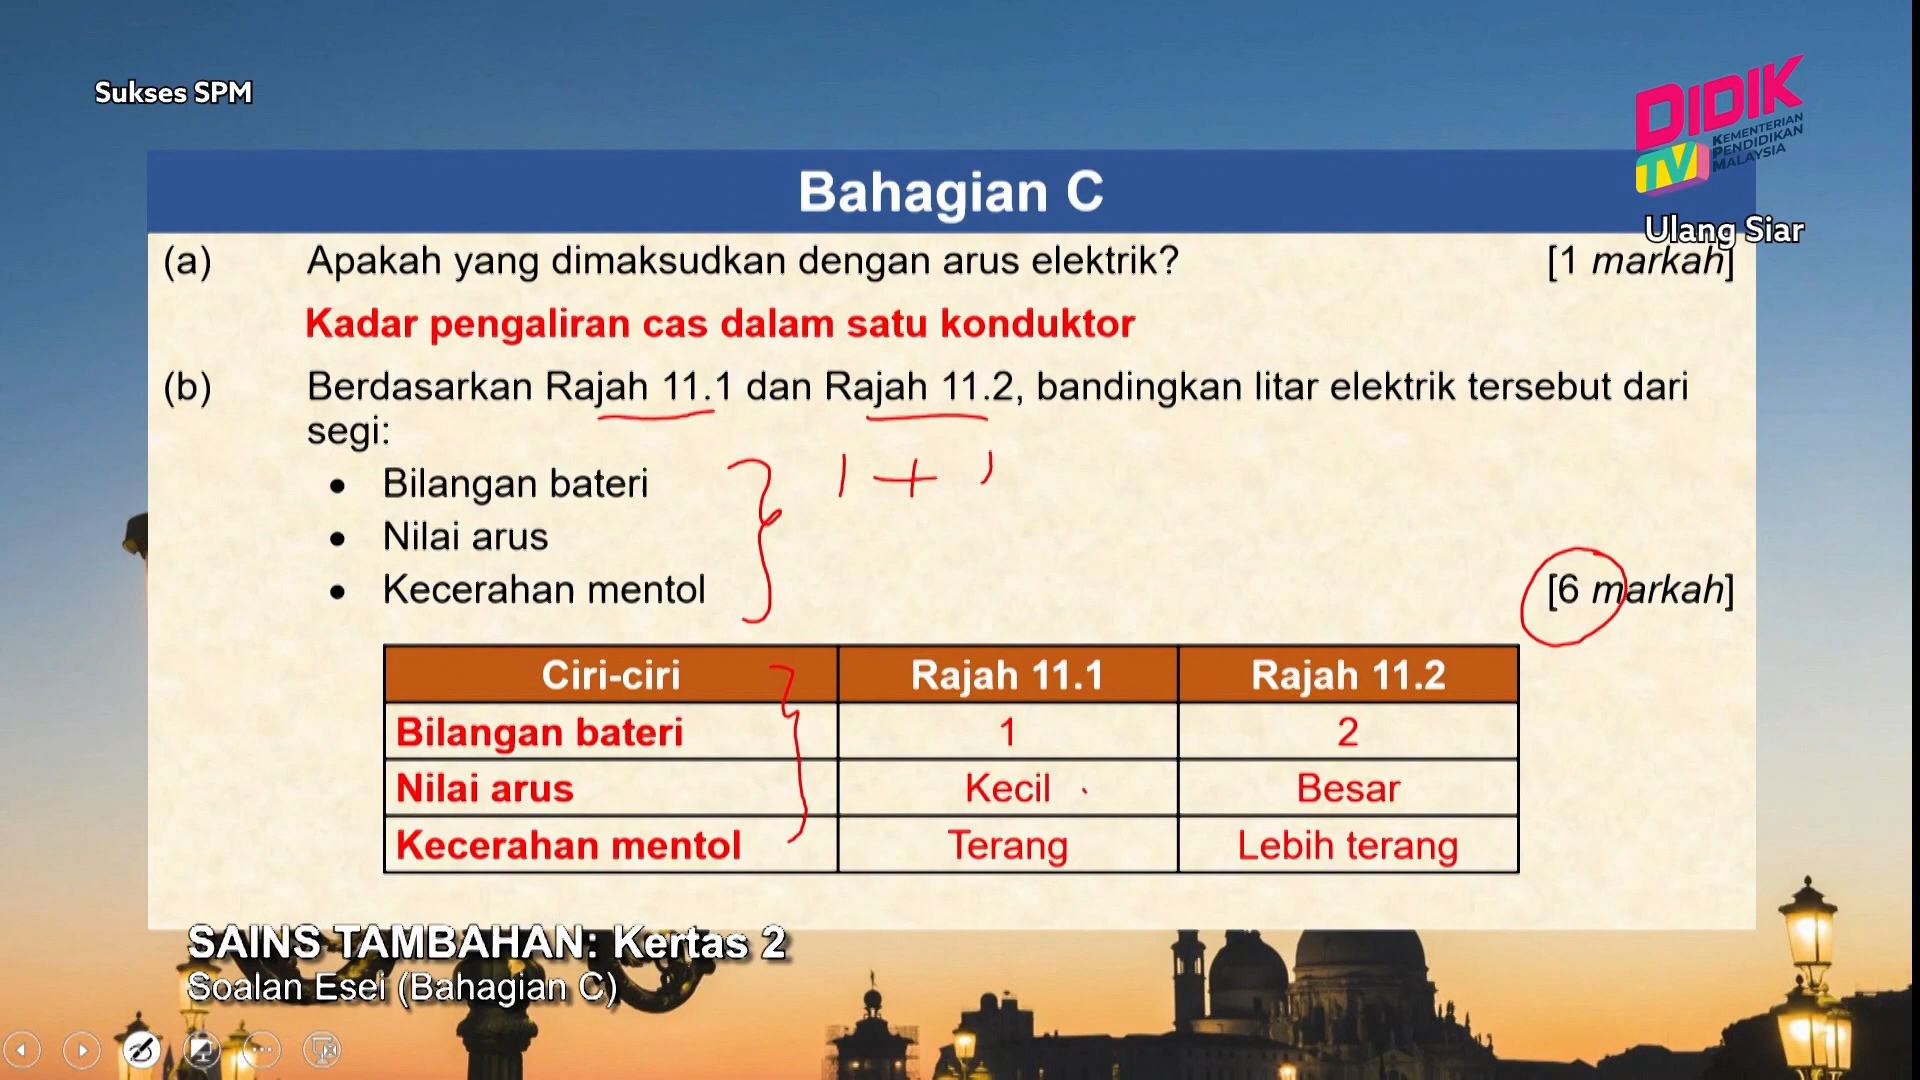 Sukses SPM
DIDIK
TV
KEMENTERIAN
PENDIDIKAN
MALAYSIA
Ulang Siar
Bahagian C
(a) Apakah yang dimaksudkan dengan arus elektrik? [1 markah]
Kadar pengaliran cas dalam satu konduktor
(b) Berdasarkan Rajah 11.1 dan Rajah 11.2, bandingkan litar elektrik tersebut dari
segi:
• Bilangan bateri
1 + 1
• Nilai arus
• Kecerahan mentol [6 markah]
Ciri-ciri Rajah 11.1 Rajah 11.2
Bilangan bateri 1 2
Nilai arus Kecil Besar
Kecerahan mentol Terang Lebih terang
SAINS TAMBAHAN: Kertas 2
Soalan Esei (Bahagian C)